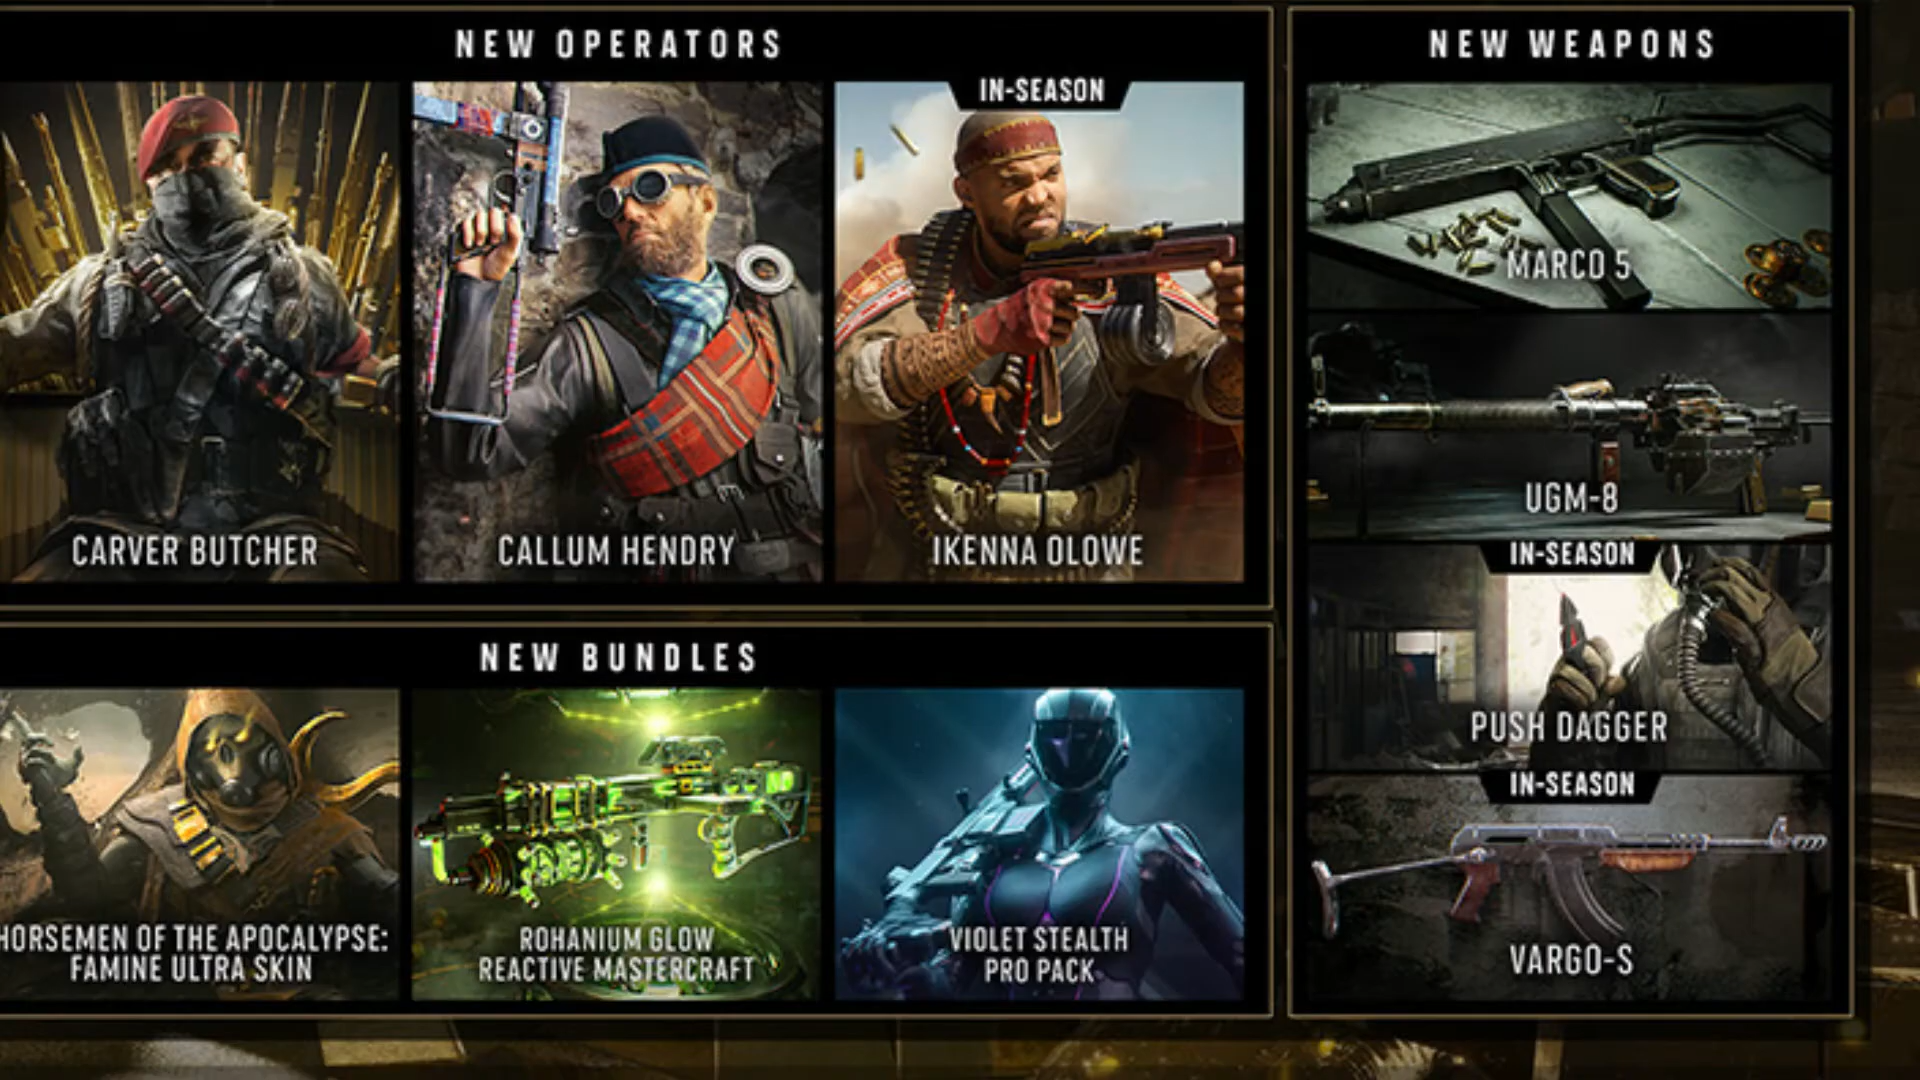 NEW OPERATORS
CARVER BUTCHER
CALLUM HENDRY
IN-SEASON
IKENNA OLOWE
NEW BUNDLES
HORSEMEN OF THE APOCALYPSE:
FAMINE ULTRA SKIN
ROHANIUM GLOW
REACTIVE MASTERCRAFT
VIOLET STEALTH
PRO PACK
NEW WEAPONS
MARCO 5
UGM-8
IN-SEASON
PUSH DAGGER
IN-SEASON
VARGO-S